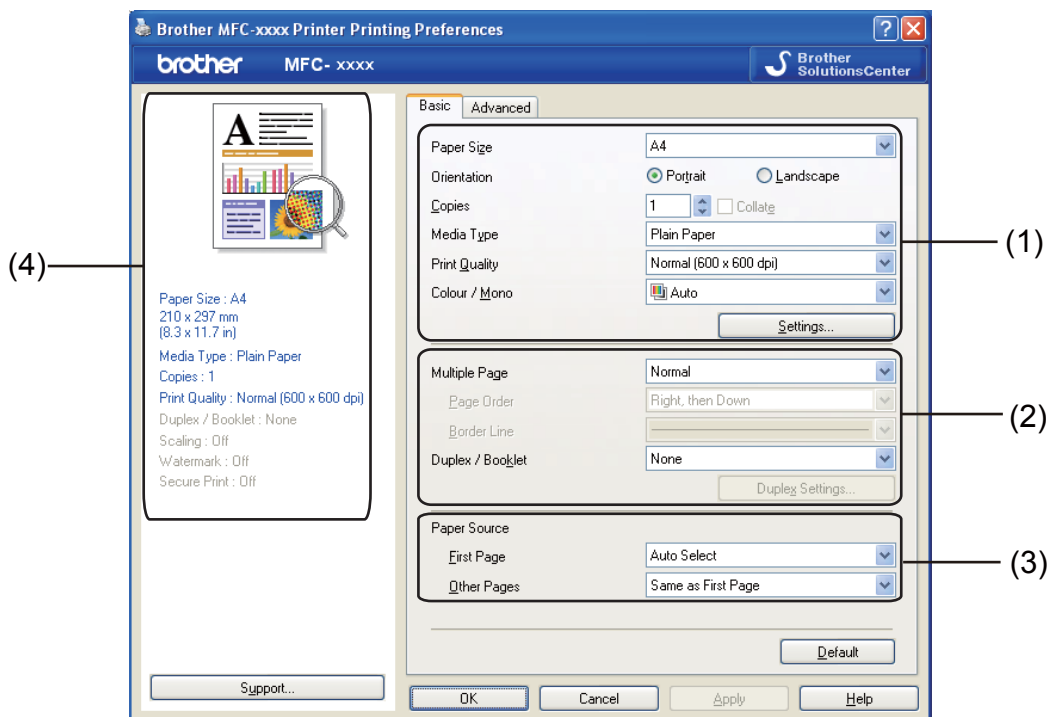 Brother MFC-xxxx Printer Printing Preferences
brother MFC- xxxx
Brother
SolutionsCenter
A
(4)
Paper Size : A4
210 x 297 mm
(8.3 x 11.7 in)
Media Type : Plain Paper
Copies : 1
Print Quality : Normal (600 x 600 dpi)
Duplex / Booklet : None
Scaling : Off
Watermark : Off
Secure Print : Off
Support...
Basic Advanced
Paper Size A4
Orientation Portrait Landscape
Copies 1 Collate
Media Type Plain Paper
Print Quality Normal (600 x 600 dpi)
Colour / Mono Auto
Settings...
(1)
Multiple Page Normal
Page Order Right, then Down
Border Line
Duplex / Booklet None
Duplex Settings...
(2)
Paper Source
First Page Auto Select
Other Pages Same as First Page
(3)
Default
OK Cancel Apply Help